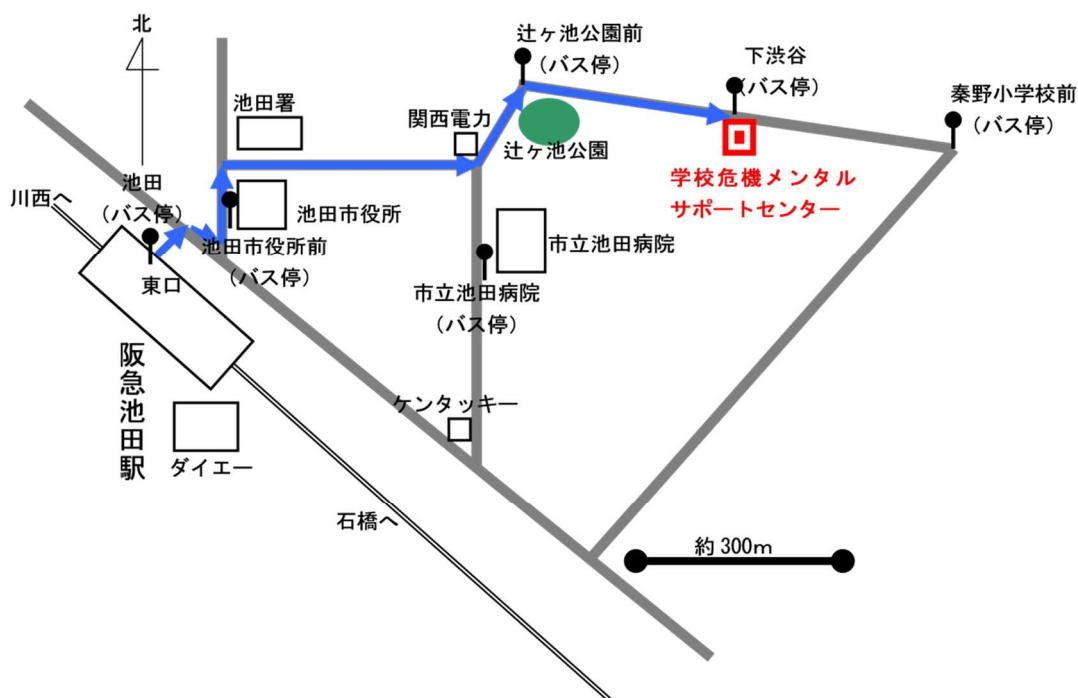 北
辻ヶ池公園前
（バス停）
下渋谷
（バス停）
秦野小学校前
（バス停）
池田署
関西電力
辻ヶ池公園
学校危機メンタル
サポートセンター
川西へ
池田
（バス停）
池田市役所
池田市役所前
（バス停）
東口
市立池田病院
市立池田病院
（バス停）
阪急池田駅
ケンタッキー
ダイエー
石橋へ
約300m